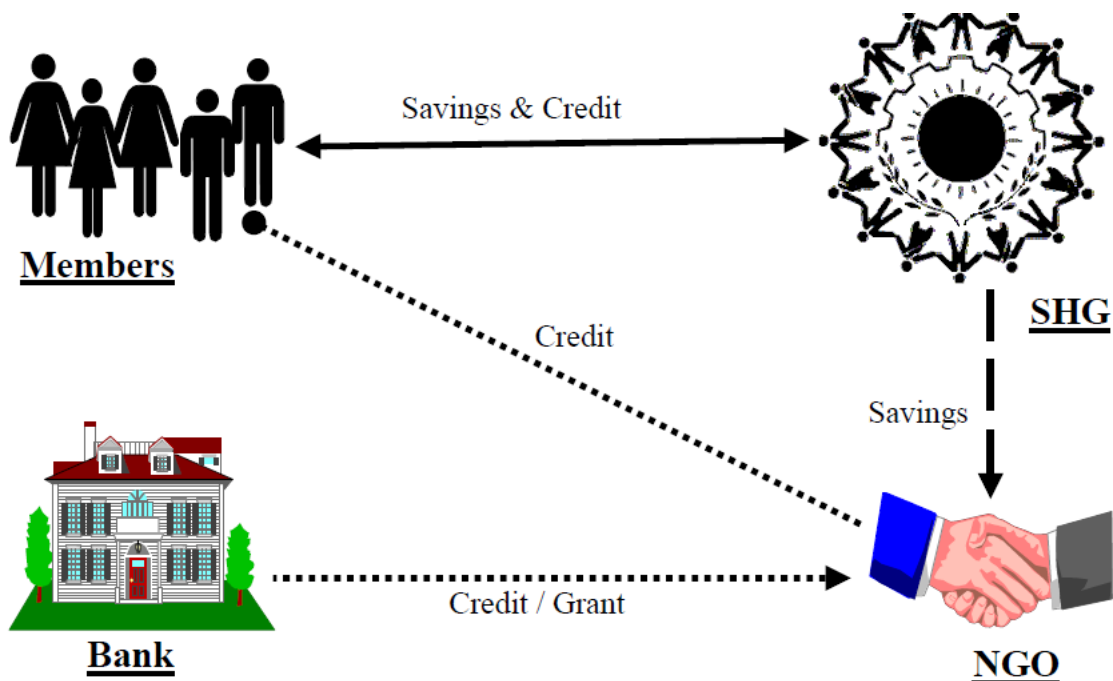 Savings & Credit
Members
SHG
Credit
Savings
Credit / Grant
Bank
NGO